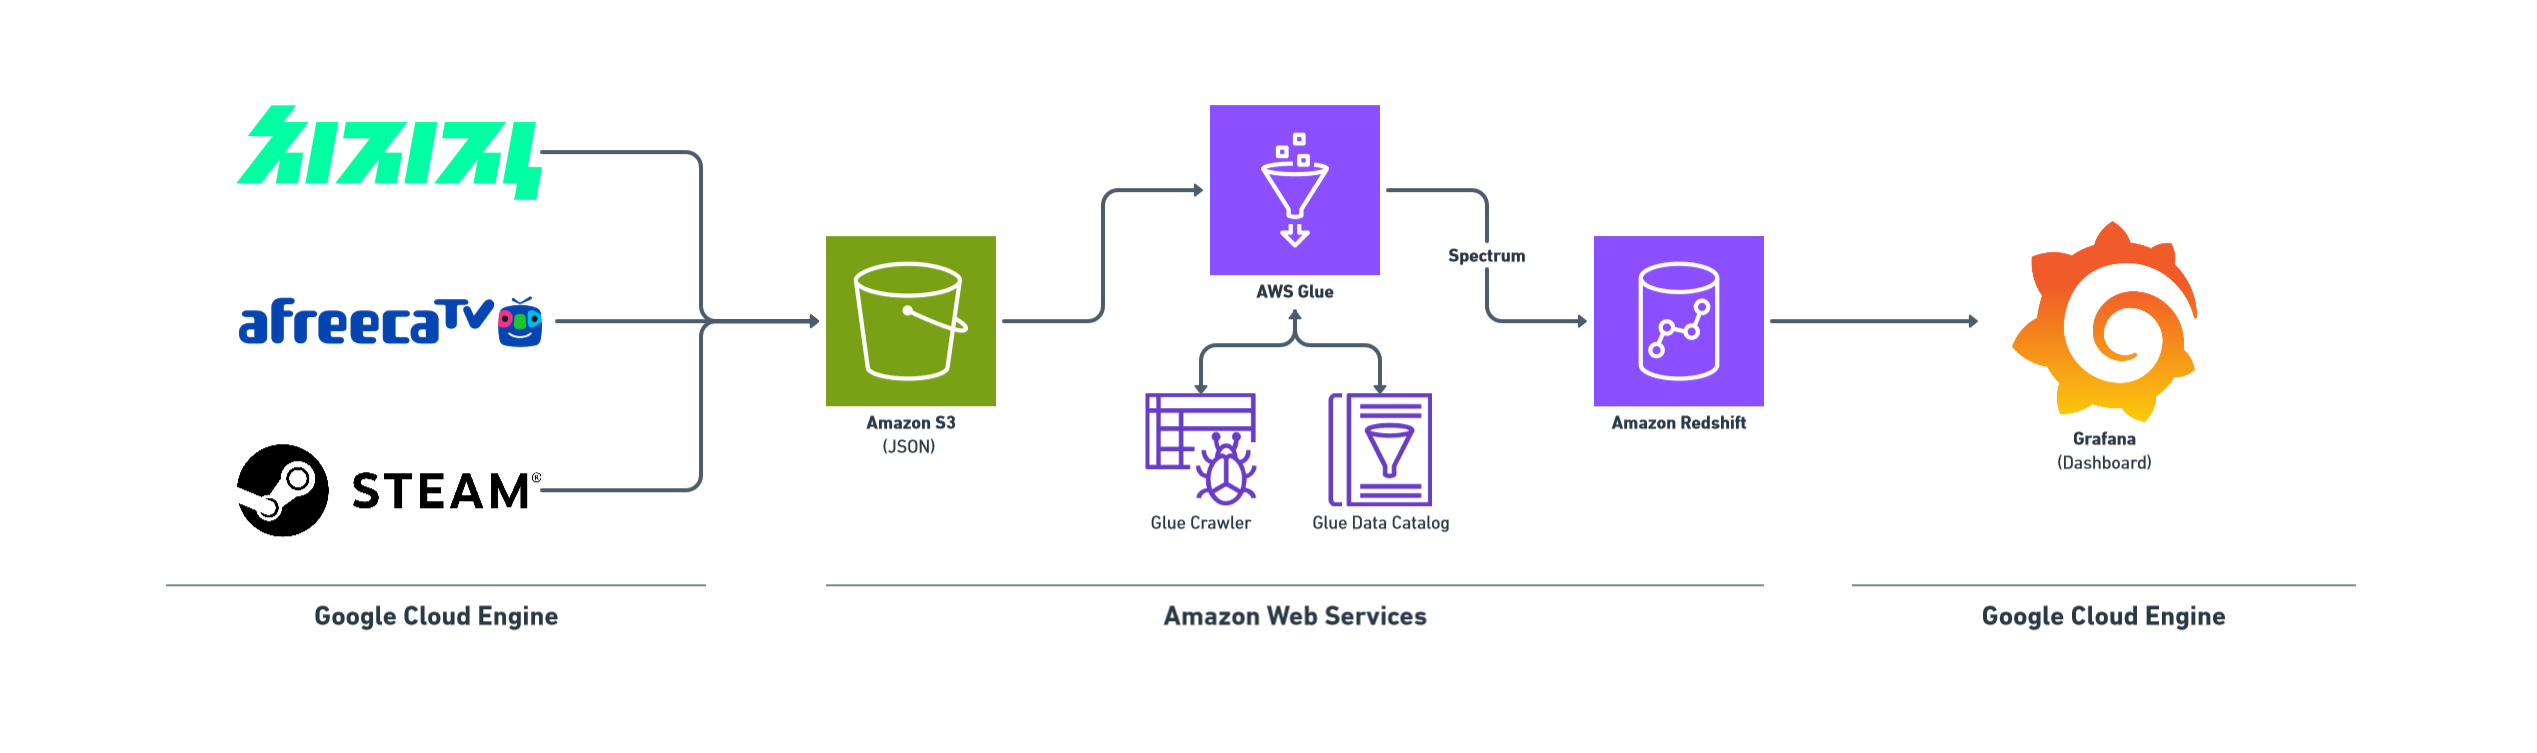 치지직
afreecaTV
STEAM®
Amazon S3
(JSON)
AWS Glue
Glue Crawler
Glue Data Catalog
Spectrum
Amazon Redshift
Grafana
(Dashboard)
Google Cloud Engine
Amazon Web Services
Google Cloud Engine